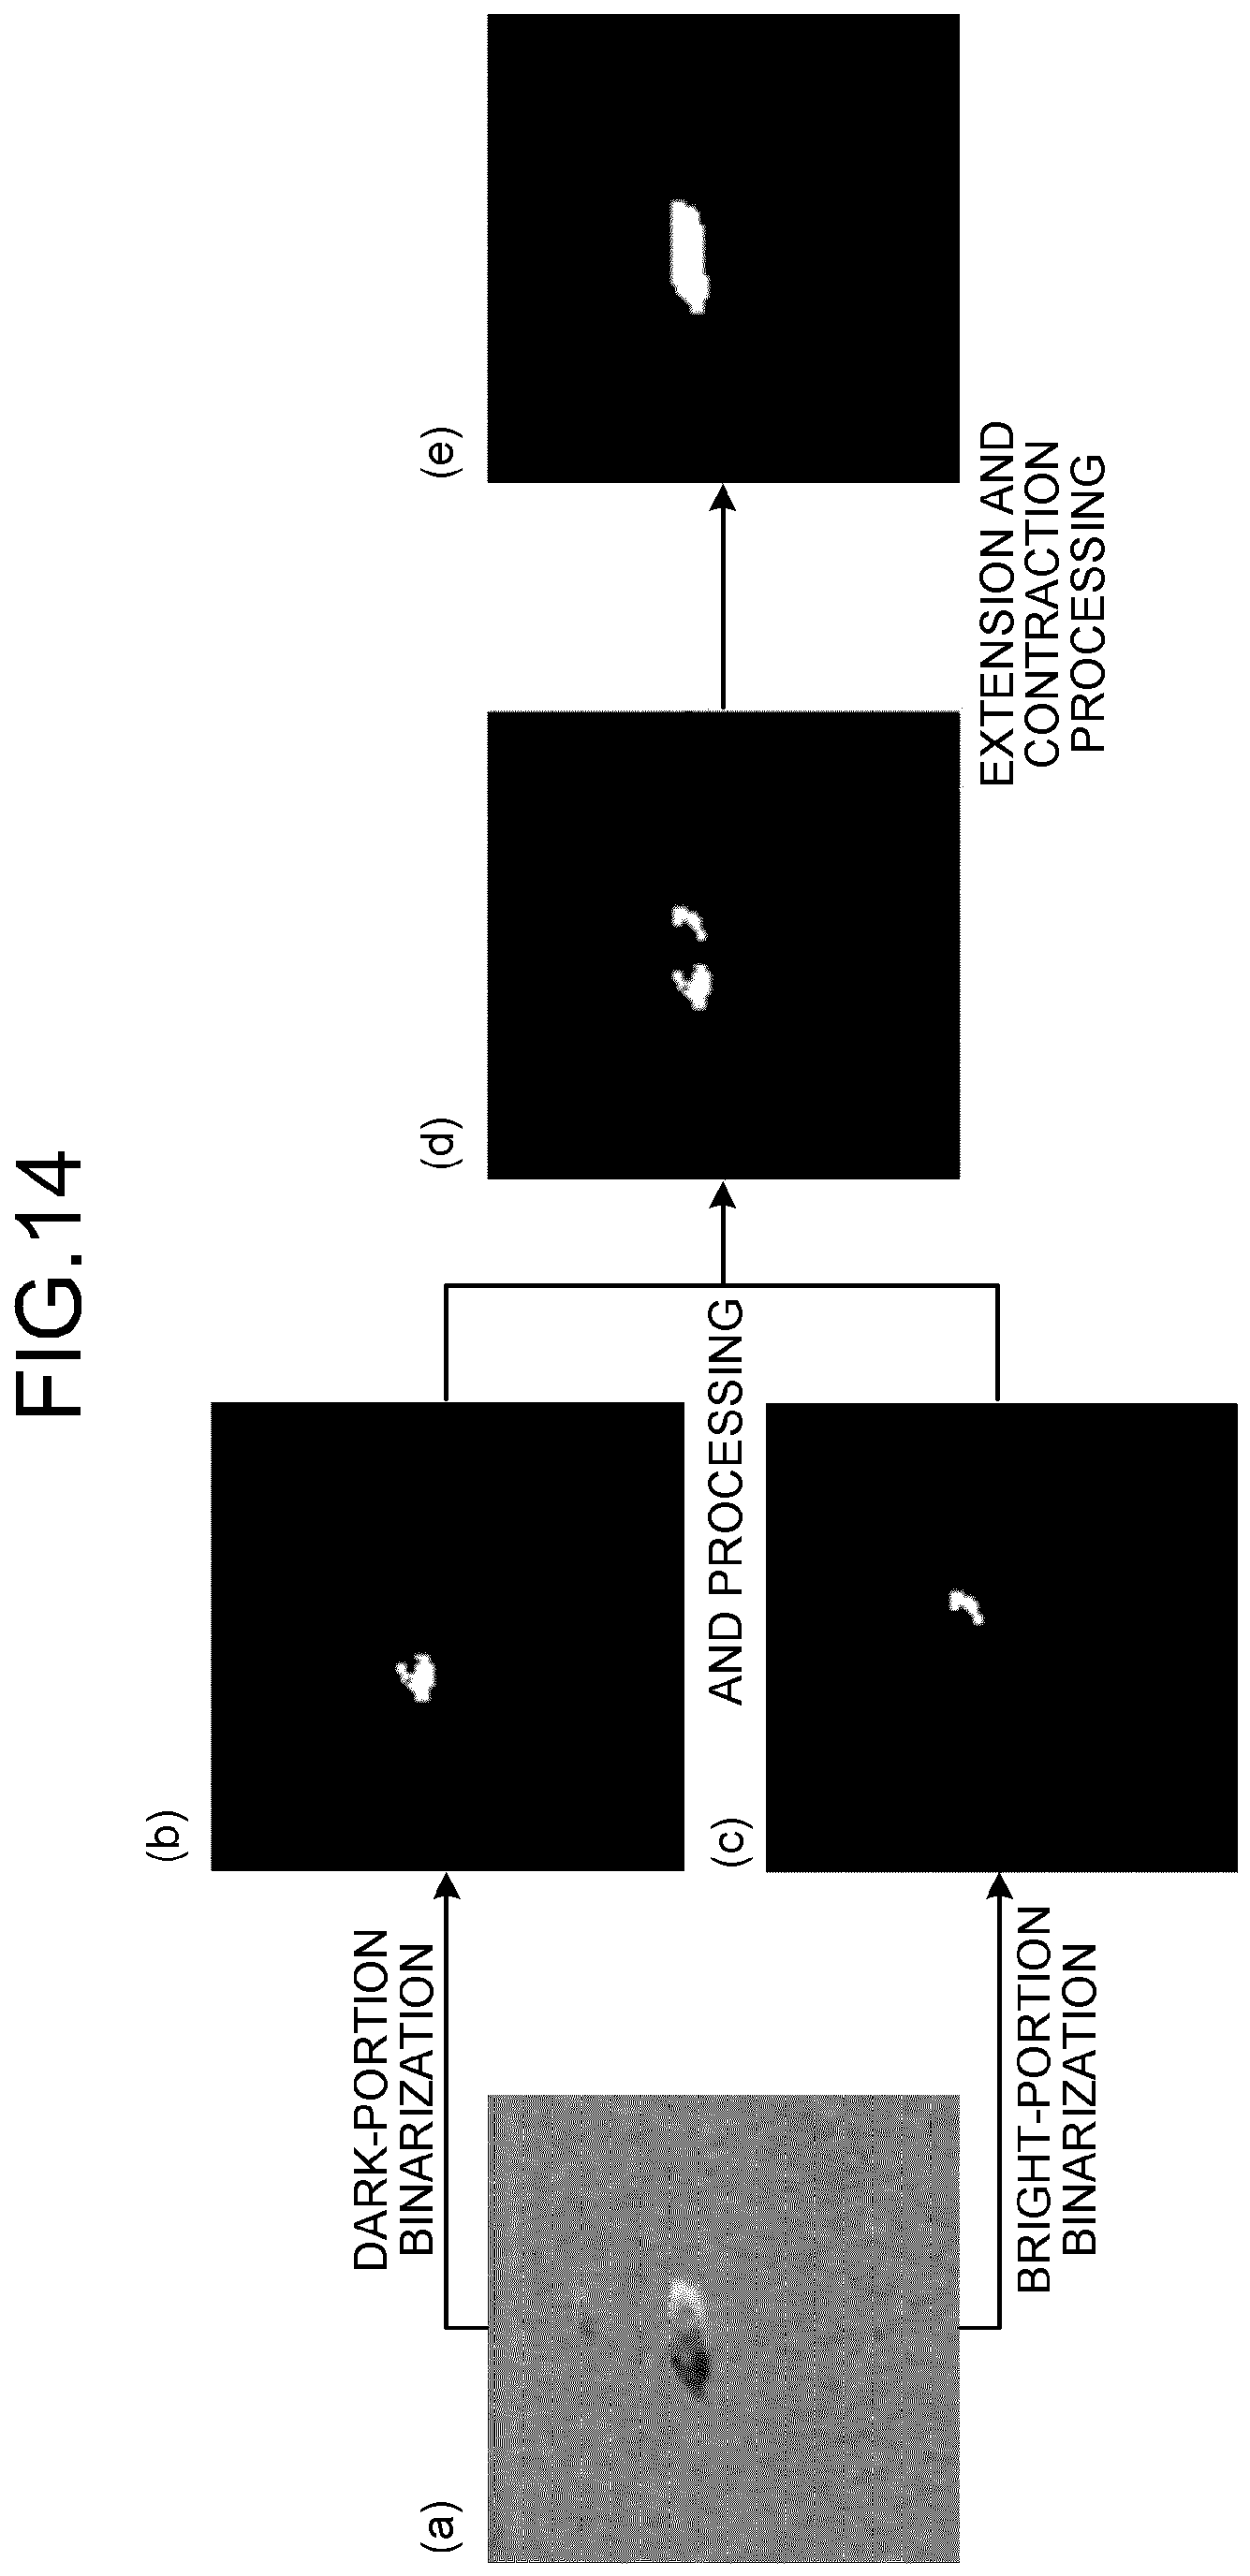 FIG.14
(a)
DARK-PORTION
BINARIZATION
BRIGHT-PORTION
BINARIZATION
(b)
(c)
AND PROCESSING
(d)
(e)
EXTENSION AND
CONTRACTION
PROCESSING